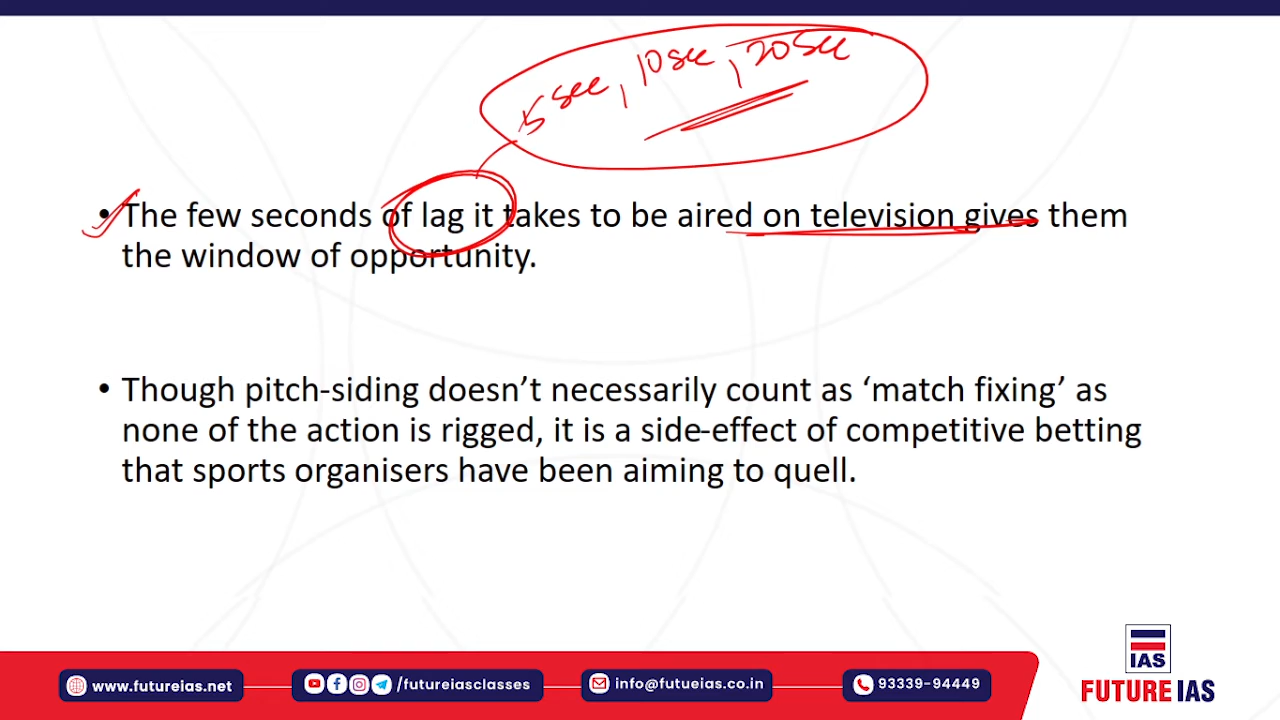 5 sec, 10 sec, 20 sec
• The few seconds of lag it takes to be aired on television gives them
the window of opportunity.
• Though pitch-siding doesn’t necessarily count as ‘match fixing’ as
none of the action is rigged, it is a side-effect of competitive betting
that sports organisers have been aiming to quell.
IAS
FUTURE IAS
www.futureias.net
/futureiasclasses
info@futueias.co.in
93339-94449